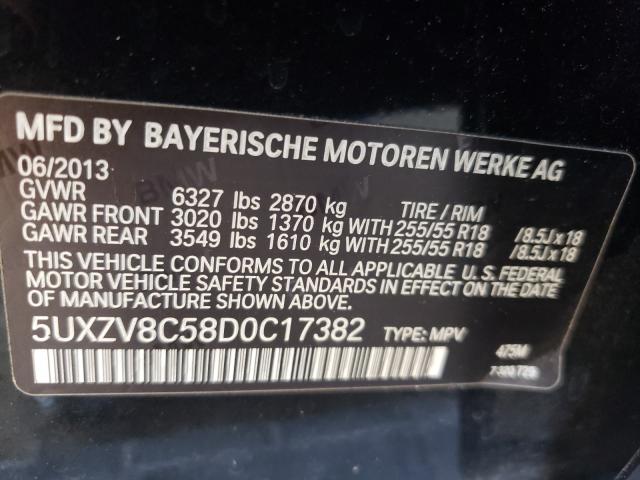 MFD BY BAYERISCHE MOTOREN WERKE AG
06/2013
GVWR 6327 lbs 2870 kg TIRE / RIM
GAWR FRONT 3020 lbs 1370 kg WITH 255/55 R18 /8.5J x 18
GAWR REAR 3549 lbs 1610 kg WITH 255/55 R18 /8.5J x 18
THIS VEHICLE CONFORMS TO ALL APPLICABLE U.S. FEDERAL
MOTOR VEHICLE SAFETY STANDARDS IN EFFECT ON THE DATE
OF MANUFACTURE SHOWN ABOVE.
5UXZV8C58D0C17382 TYPE: MPV
475M